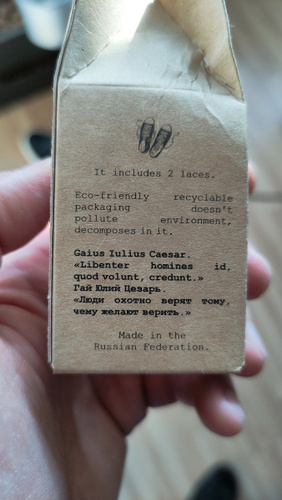 It includes 2 laces.
Eco-friendly recyclable
packaging doesn't
pollute environment,
decomposes in it.
Gaius Iulius Caesar.
«Libenter homines id,
quod volunt, credunt.»
Гай Юлий Цезарь.
«Люди охотно верят тому,
чему желают верить.»
Made in the
Russian Federation.